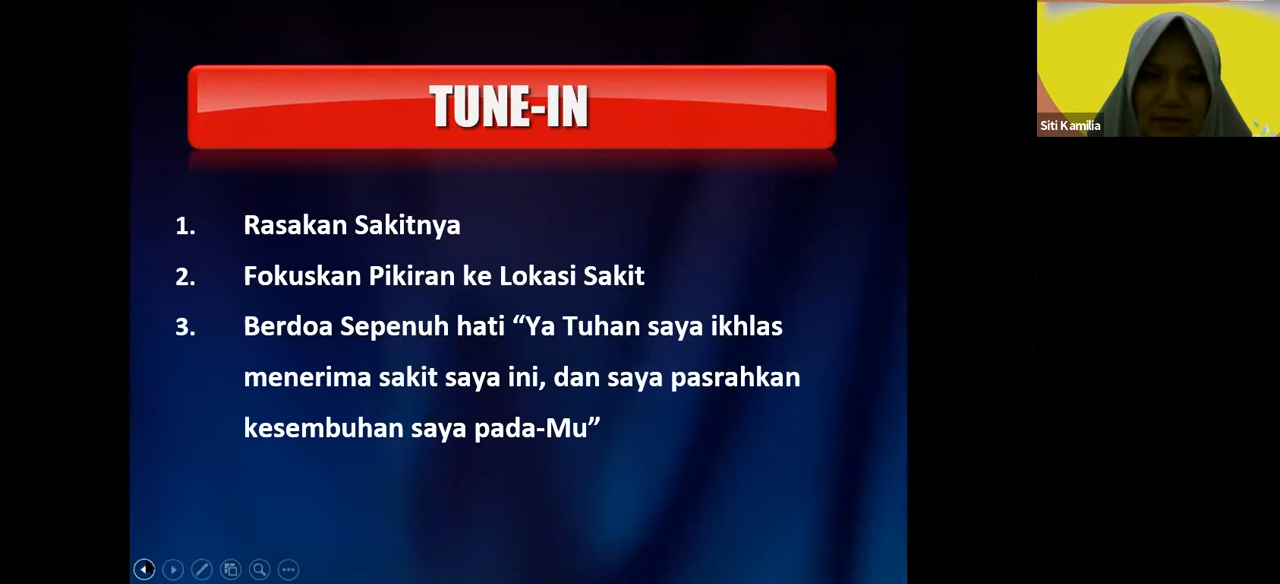 TUNE-IN
1. Rasakan Sakitnya
2. Fokuskan Pikiran ke Lokasi Sakit
3. Berdoa Sepenuh hati “Ya Tuhan saya ikhlas
menerima sakit saya ini, dan saya pasrahkan
kesembuhan saya pada-Mu”
Siti Kamilia